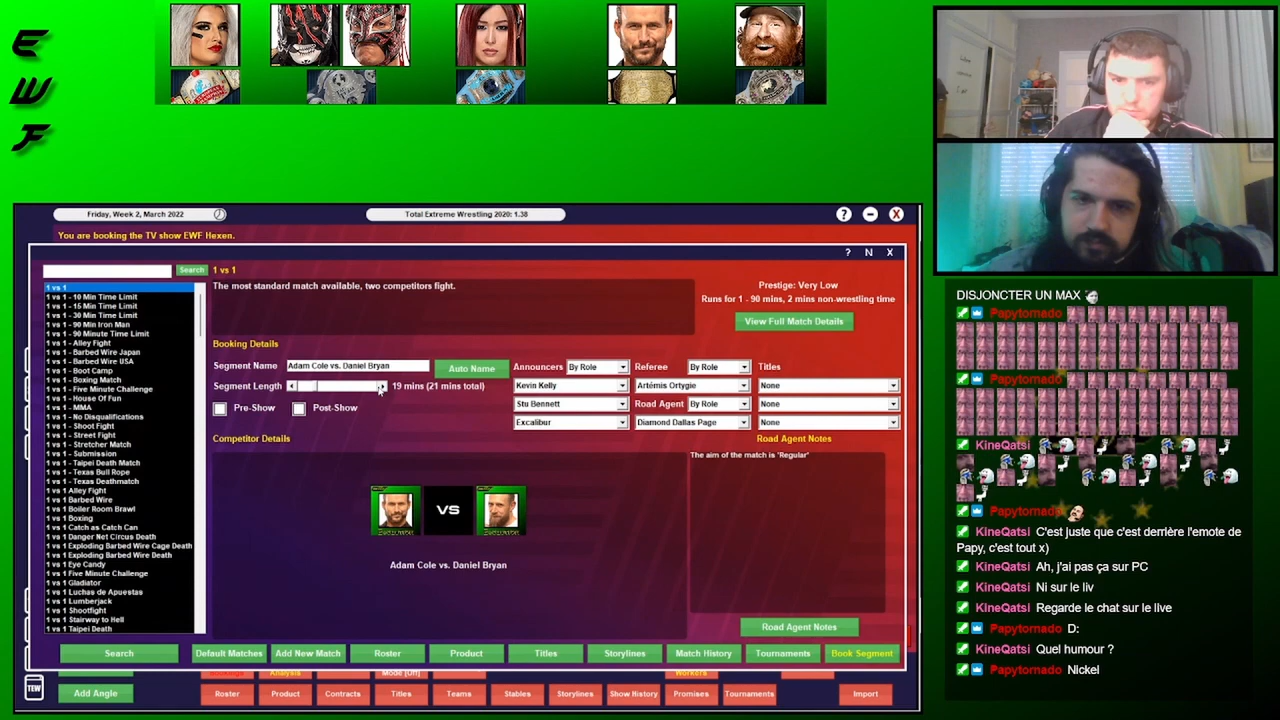 E
W
F
Friday, Week 2, March 2022
Total Extreme Wrestling 2020: 1.38
?
X
You are booking the TV show EWF Hexen.
? N X
Search
1 vs 1
1 vs 1
1 vs 1 - 10 Min Time Limit
1 vs 1 - 15 Min Time Limit
1 vs 1 - 30 Min Time Limit
1 vs 1 - 90 Min Iron Man
1 vs 1 - 90 Minute Time Limit
1 vs 1 - Alley Fight
1 vs 1 - Barbed Wire Japan
1 vs 1 - Barbed Wire USA
1 vs 1 - Boot Camp
1 vs 1 - Boxing Match
1 vs 1 - Five Minute Challenge
1 vs 1 - House Of Fun
1 vs 1 - MMA
1 vs 1 - No Disqualifications
1 vs 1 - Shoot Fight
1 vs 1 - Street Fight
1 vs 1 - Stretcher Match
1 vs 1 - Submission
1 vs 1 - Taipei Death Match
1 vs 1 - Texas Bull Rope
1 vs 1 - Texas Deathmatch
1 vs 1 Alley Fight
1 vs 1 Barbed Wire
1 vs 1 Boiler Room Brawl
1 vs 1 Boxing
1 vs 1 Catch as Catch Can
1 vs 1 Danger Net Circus Death
1 vs 1 Exploding Barbed Wire Cage Death
1 vs 1 Exploding Barbed Wire Death
1 vs 1 Eye Candy
1 vs 1 Five Minute Challenge
1 vs 1 Gladiator
1 vs 1 Luchas de Apuestas
1 vs 1 Lumberjack
1 vs 1 Shootfight
1 vs 1 Stairway to Hell
1 vs 1 Taipei Death
The most standard match available, two competitors fight.
Prestige: Very Low
Runs for 1 - 90 mins, 2 mins non-wrestling time
View Full Match Details
Booking Details
Segment Name Adam Cole vs. Daniel Bryan Auto Name
Segment Length 19 mins (21 mins total)
Pre-Show Post-Show
Announcers By Role Referee By Role Titles
Kevin Kelly Artémis Ortygie None
Stu Bennett Road Agent By Role None
Excalibur Diamond Dallas Page None
Competitor Details
Road Agent Notes
The aim of the match is 'Regular'
VS
Adam Cole vs. Daniel Bryan
Road Agent Notes
Search Default Matches Add New Match Roster Product Titles Storylines Match History Tournaments Book Segment
Bookings Analysis Mode [Off] Workers
TEW Add Angle Roster Product Contracts Titles Teams Stables Storylines Show History Promises Tournaments Import
DISJONCTER UN MAX
Papytornado
Papytornado
KineQatsi
Papytornado
KineQatsi C'est juste que c'est derrière l'emote de
Papy, c'est tout x)
KineQatsi Ah, j'ai pas ça sur PC
KineQatsi Ni sur le liv
KineQatsi Regarde le chat sur le live
Papytornado D:
KineQatsi Quel humour ?
Papytornado Nickel